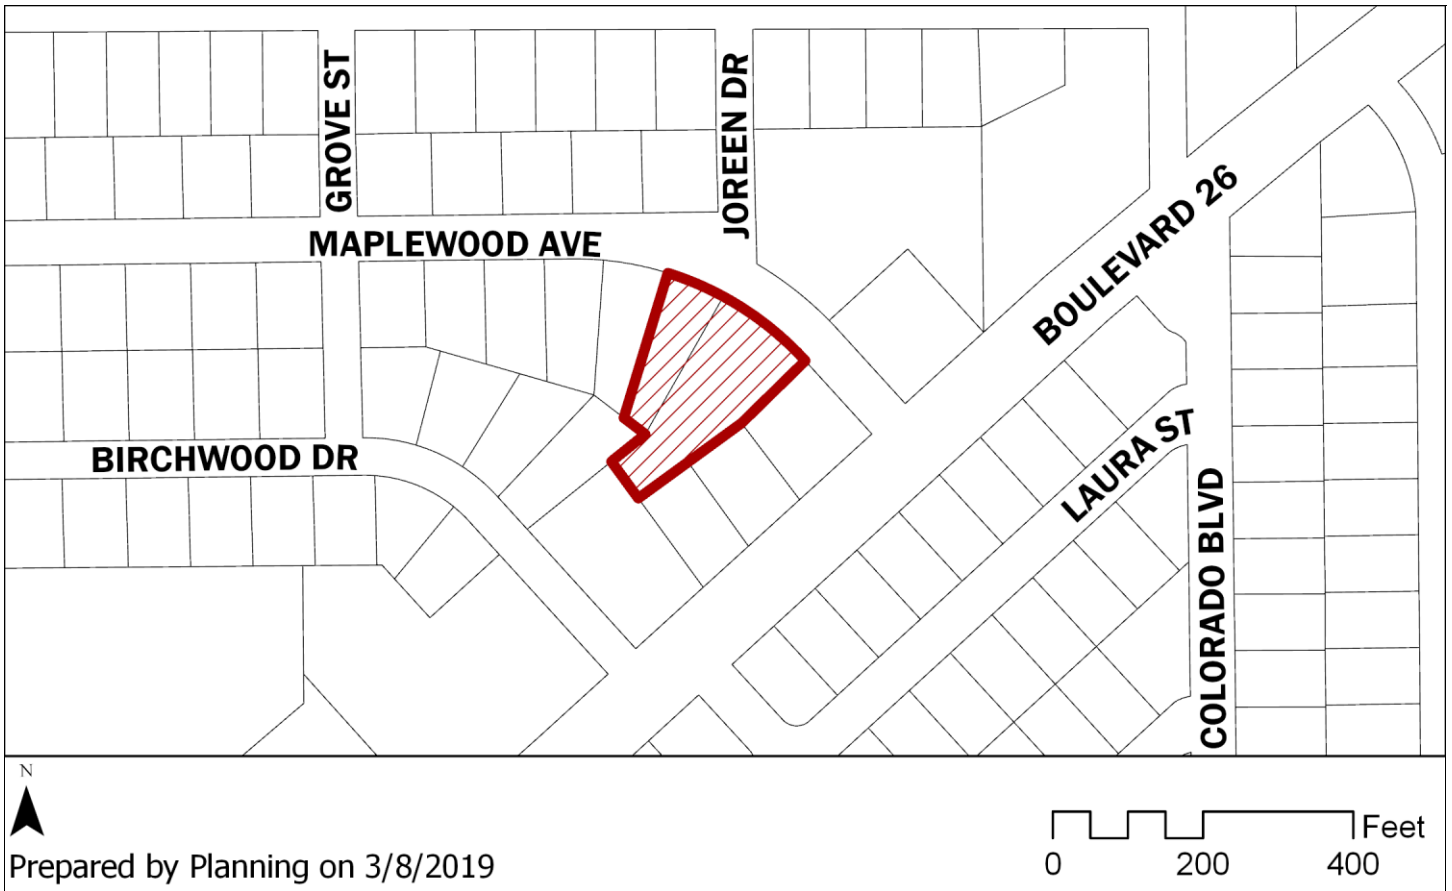 GROVE ST
JOREEN DR
MAPLEWOOD AVE
BOULEVARD 26
BIRCHWOOD DR
LAURA ST
COLORADO BLVD
N
Prepared by Planning on 3/8/2019
Feet
0 200 400